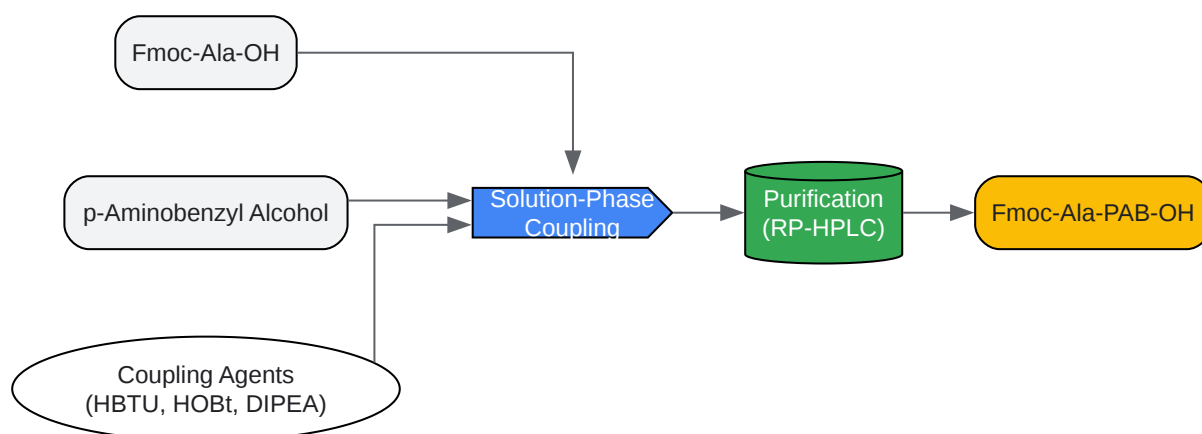 Fmoc-Ala-OH
p-Aminobenzyl Alcohol
Coupling Agents
(HBTU, HOBt, DIPEA)
Solution-Phase
Coupling
Purification
(RP-HPLC)
Fmoc-Ala-PAB-OH